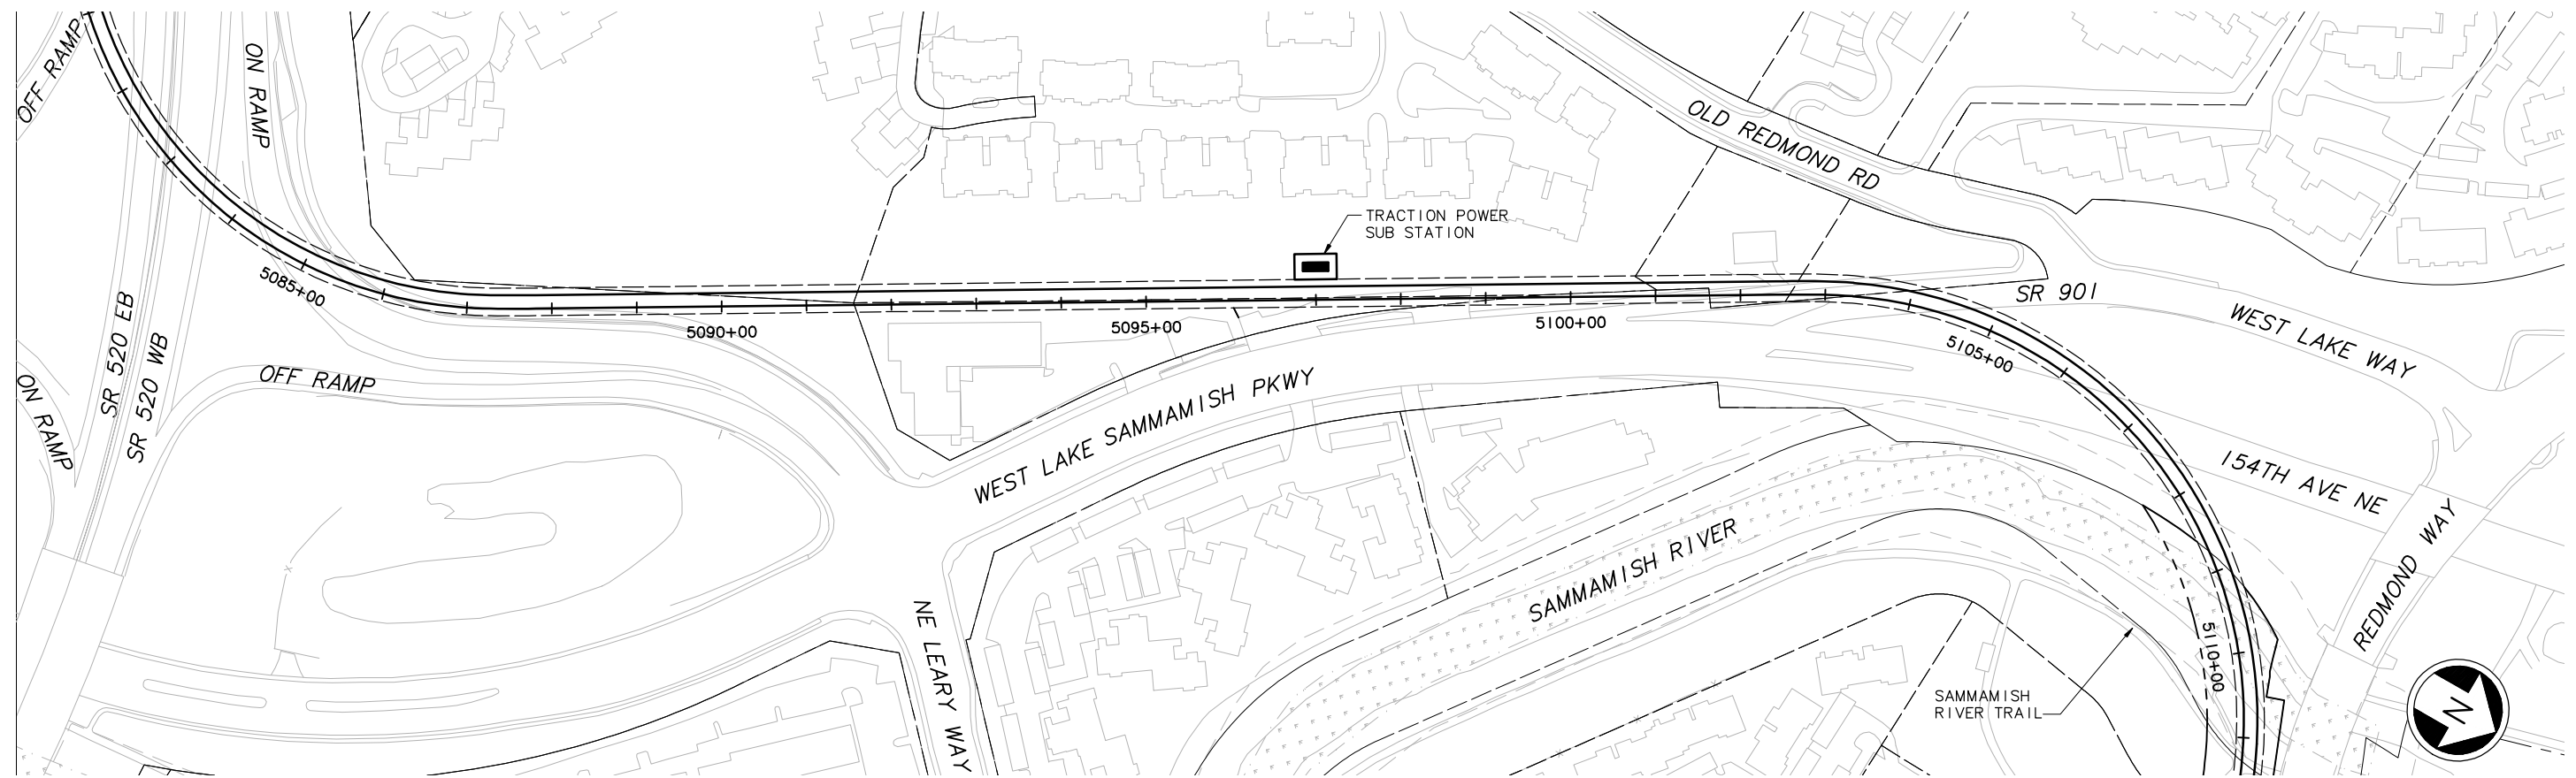 OFF RAMP
ON RAMP
OLD REDMOND RD
TRACTION POWER
SUB STATION
5085+00
SR 520 EB
SR 520 WB
5090+00
5095+00
5100+00
SR 901
WEST LAKE WAY
5105+00
OFF RAMP
ON RAMP
WEST LAKE SAMMAMISH PKWY
154TH AVE NE
REDMOND WAY
SAMMAMISH RIVER
NE LEARY WAY
5110+00
SAMMAMISH
RIVER TRAIL
N